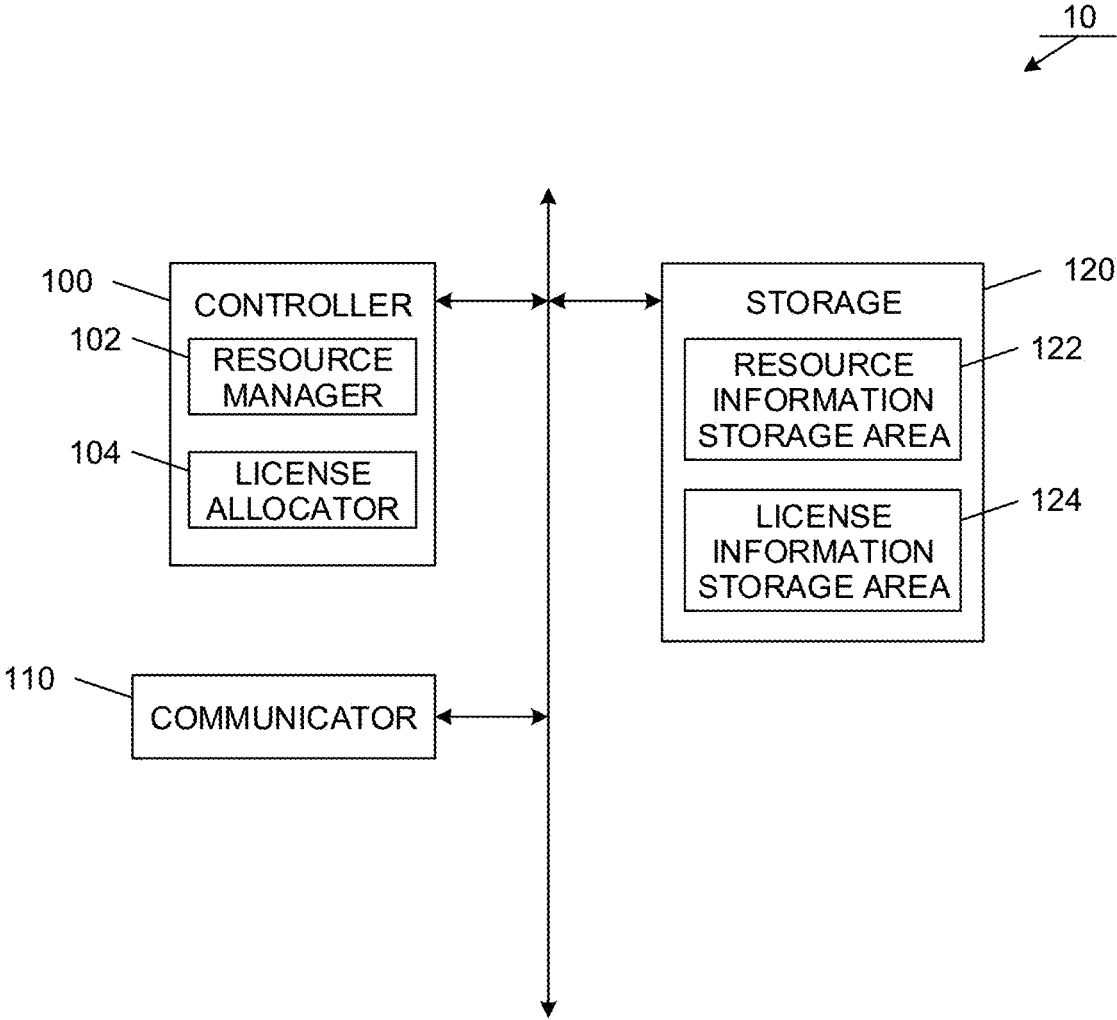 10
100
CONTROLLER
102
RESOURCE
MANAGER
104
LICENSE
ALLOCATOR
110
COMMUNICATOR
120
STORAGE
122
RESOURCE
INFORMATION
STORAGE AREA
124
LICENSE
INFORMATION
STORAGE AREA